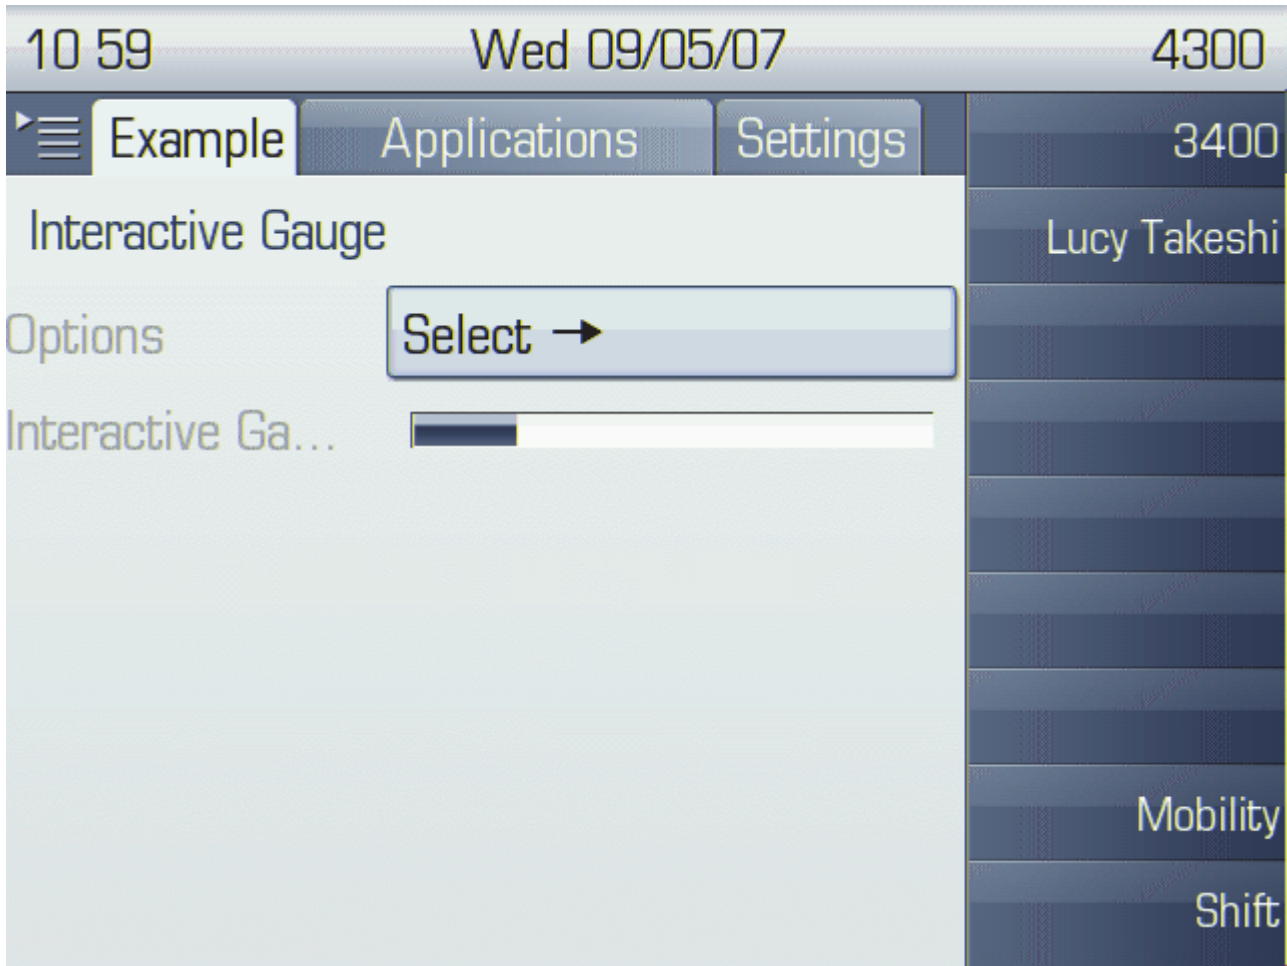 10 59 Wed 09/05/07 4300
Example Applications Settings 3400
Interactive Gauge Lucy Takeshi
Options Select →
Interactive Ga...
Mobility
Shift